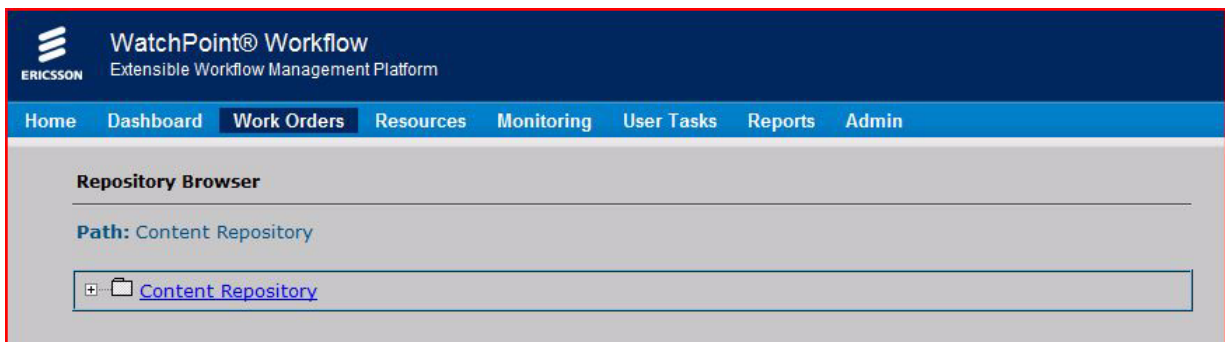 WatchPoint® Workflow
ERICSSON
Extensible Workflow Management Platform
Home Dashboard Work Orders Resources Monitoring User Tasks Reports Admin
Repository Browser
Path: Content Repository
Content Repository